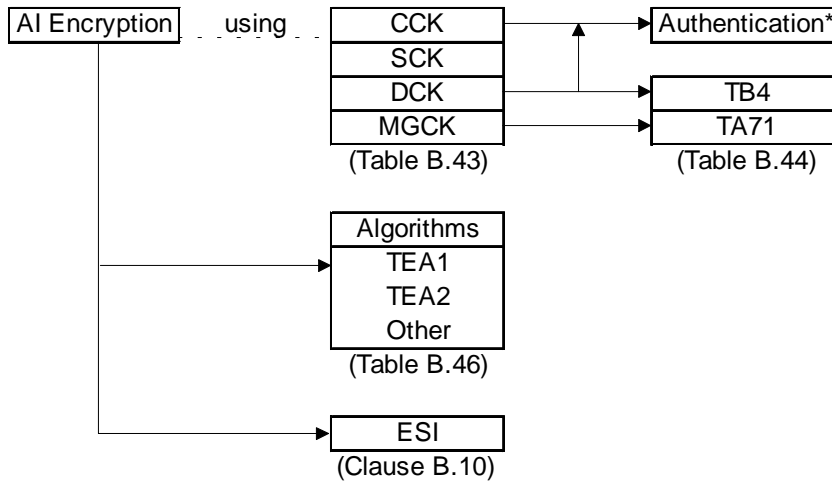 AI Encryption using CCK Authentication*
SCK
DCK TB4
MGCK TA71
(Table B.43) (Table B.44)
Algorithms
TEA1
TEA2
Other
(Table B.46)
ESI
(Clause B.10)